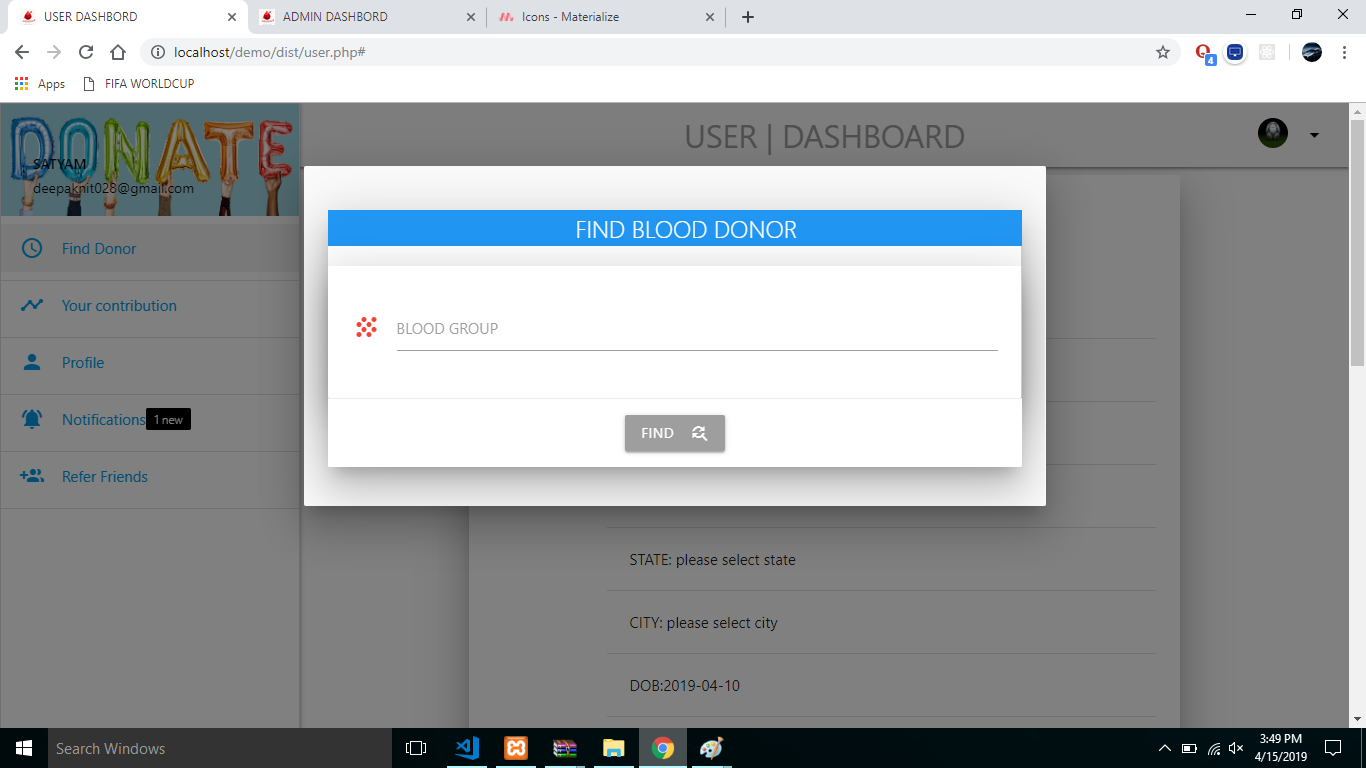 USER DASHBORD
ADMIN DASHBORD
Icons - Materialize
localhost/demo/dist/user.php#
4
Apps
FIFA WORLDCUP
DONATE
SATYAM
deepaknit028@gmail.com
USER | DASHBOARD
Find Donor
Your contribution
Profile
Notifications 1 new
Refer Friends
FIND BLOOD DONOR
BLOOD GROUP
FIND
STATE: please select state
CITY: please select city
DOB:2019-04-10
Search Windows
3:49 PM
4/15/2019